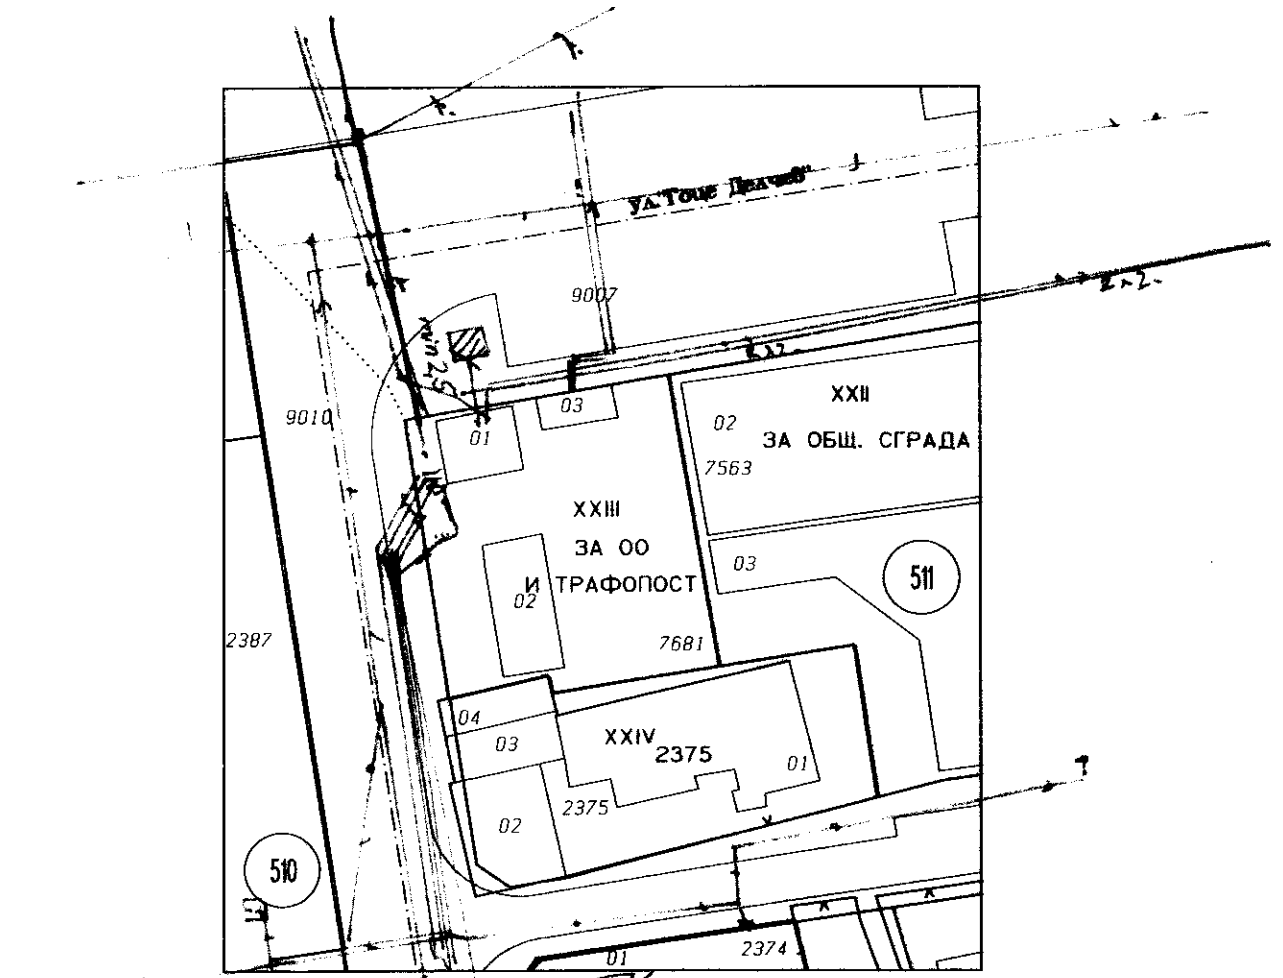 ул."Гоце Делчев"
9007
9010
03
01
XXII
02
ЗА ОБЩ. СГРАДА
7563
XXIII
ЗА ОО
И ТРАФОПОСТ
02
03
511
2387
7681
04
03
XXIV
2375
01
2375
02
510
2374
01